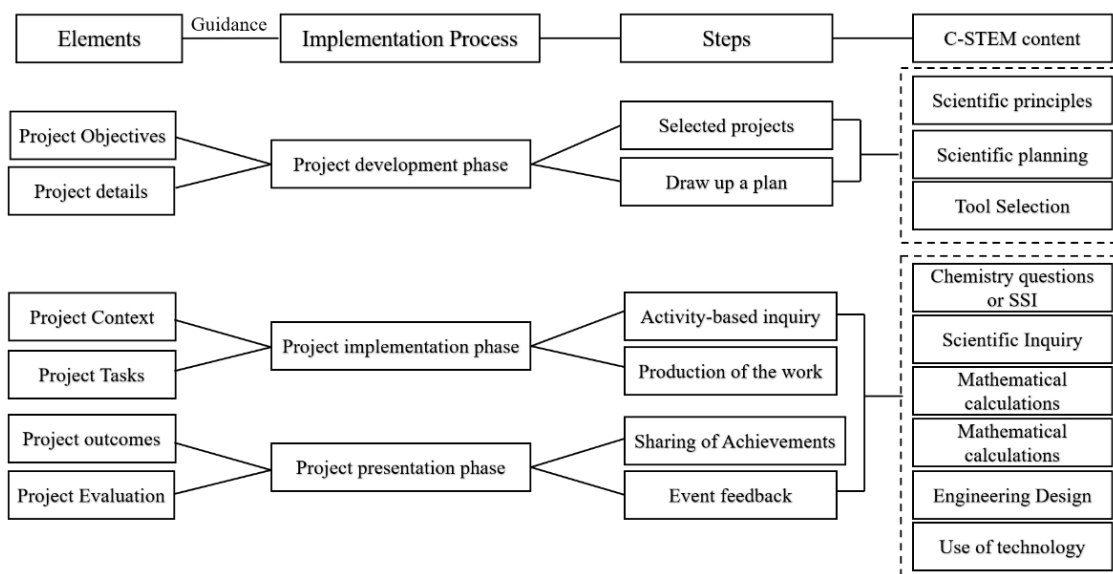 Elements
Guidance
Implementation Process
Steps
C-STEM content
Project Objectives
Project details
Project development phase
Selected projects
Draw up a plan
Scientific principles
Scientific planning
Tool Selection
Project Context
Project Tasks
Project implementation phase
Activity-based inquiry
Production of the work
Project outcomes
Project Evaluation
Project presentation phase
Sharing of Achievements
Event feedback
Chemistry questions
or SSI
Scientific Inquiry
Mathematical
calculations
Mathematical
calculations
Engineering Design
Use of technology